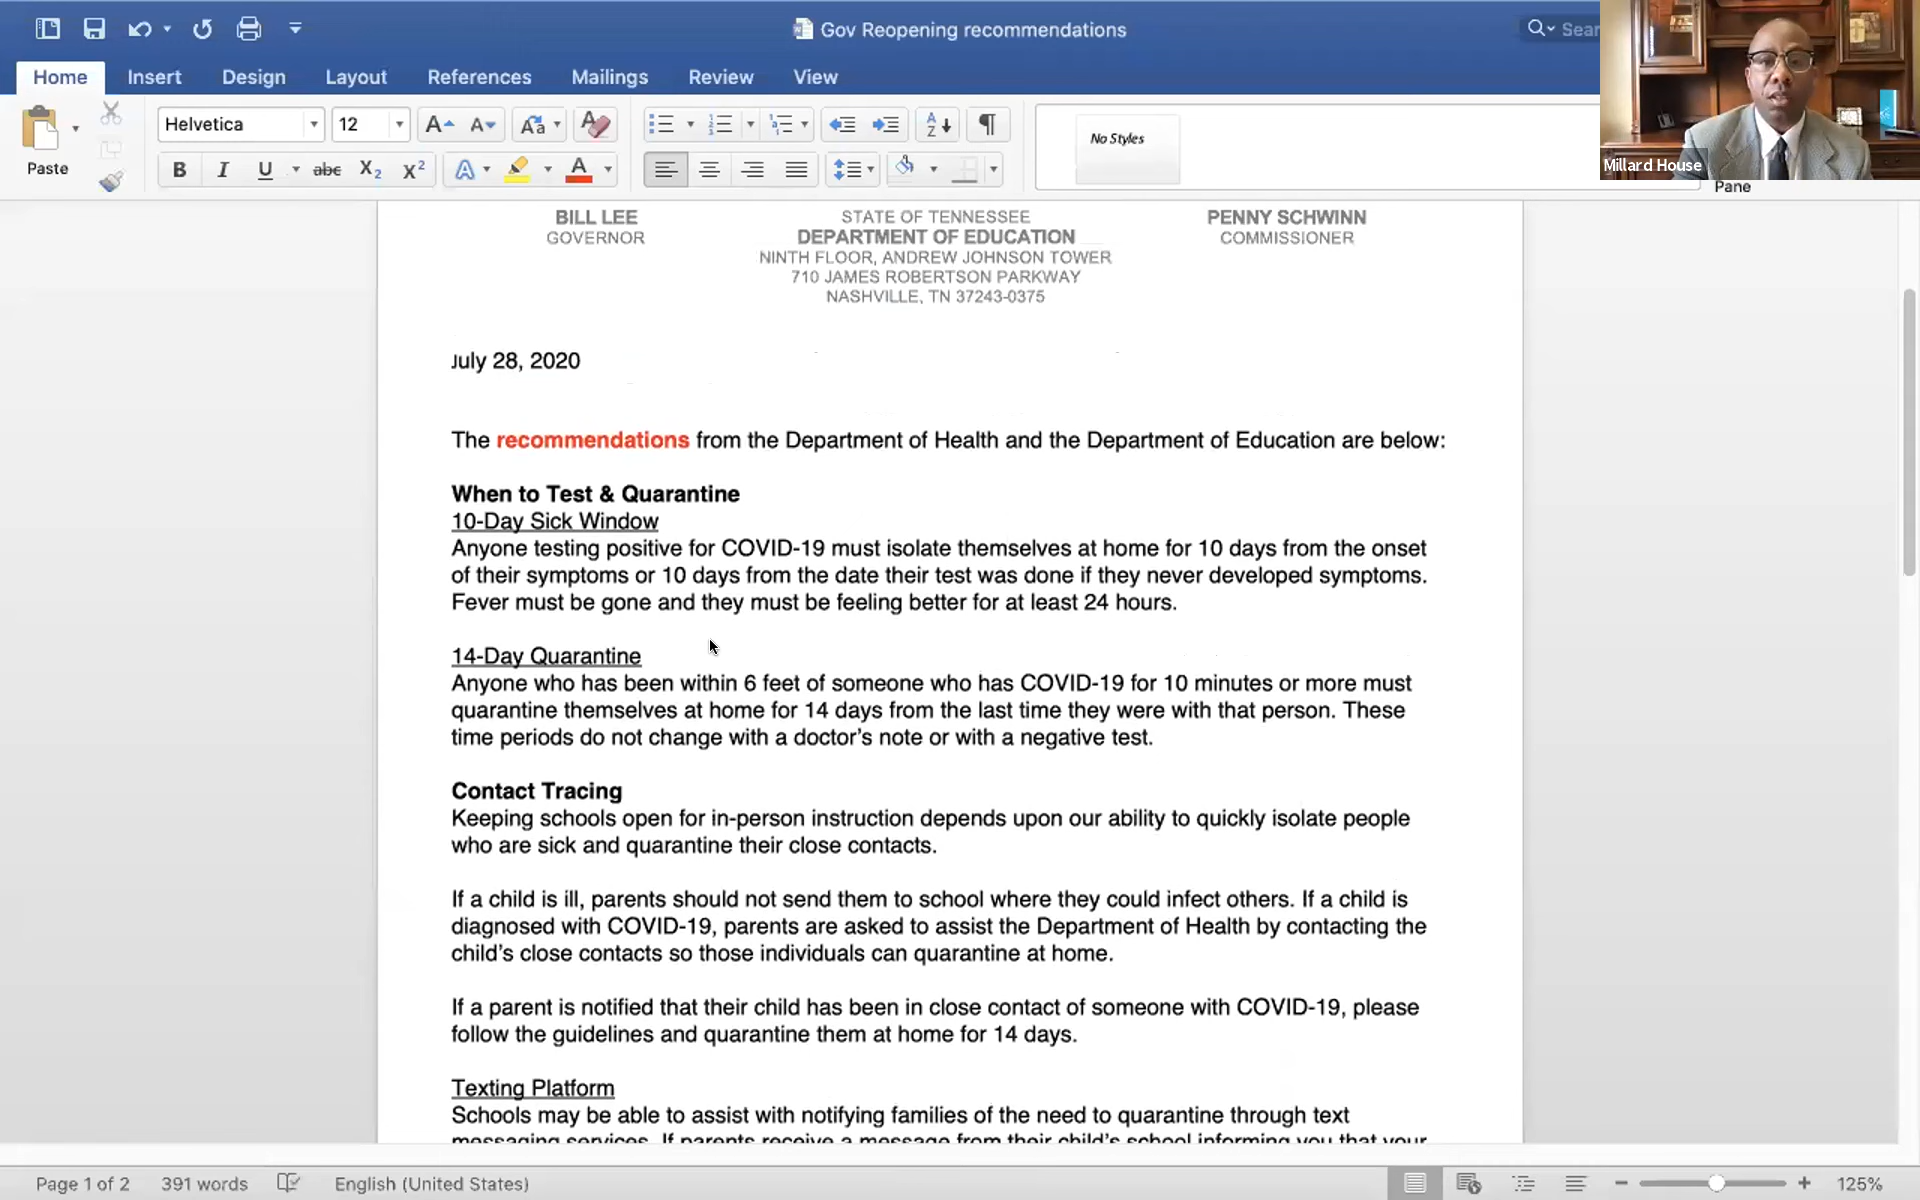 Gov Reopening recommendations
Sear
Home Insert Design Layout References Mailings Review View
Paste
Helvetica 12
No Styles
Pane
Millard House
BILL LEE
GOVERNOR
STATE OF TENNESSEE
DEPARTMENT OF EDUCATION
NINTH FLOOR, ANDREW JOHNSON TOWER
710 JAMES ROBERTSON PARKWAY
NASHVILLE, TN 37243-0375
PENNY SCHWINN
COMMISSIONER
July 28, 2020
The recommendations from the Department of Health and the Department of Education are below:
When to Test & Quarantine
10-Day Sick Window
Anyone testing positive for COVID-19 must isolate themselves at home for 10 days from the onset
of their symptoms or 10 days from the date their test was done if they never developed symptoms.
Fever must be gone and they must be feeling better for at least 24 hours.
14-Day Quarantine
Anyone who has been within 6 feet of someone who has COVID-19 for 10 minutes or more must
quarantine themselves at home for 14 days from the last time they were with that person. These
time periods do not change with a doctor’s note or with a negative test.
Contact Tracing
Keeping schools open for in-person instruction depends upon our ability to quickly isolate people
who are sick and quarantine their close contacts.
If a child is ill, parents should not send them to school where they could infect others. If a child is
diagnosed with COVID-19, parents are asked to assist the Department of Health by contacting the
child’s close contacts so those individuals can quarantine at home.
If a parent is notified that their child has been in close contact of someone with COVID-19, please
follow the guidelines and quarantine them at home for 14 days.
Texting Platform
Schools may be able to assist with notifying families of the need to quarantine through text
messaging services. If parents receive a message from their child’s school informing you that your
Page 1 of 2 391 words English (United States) 125%